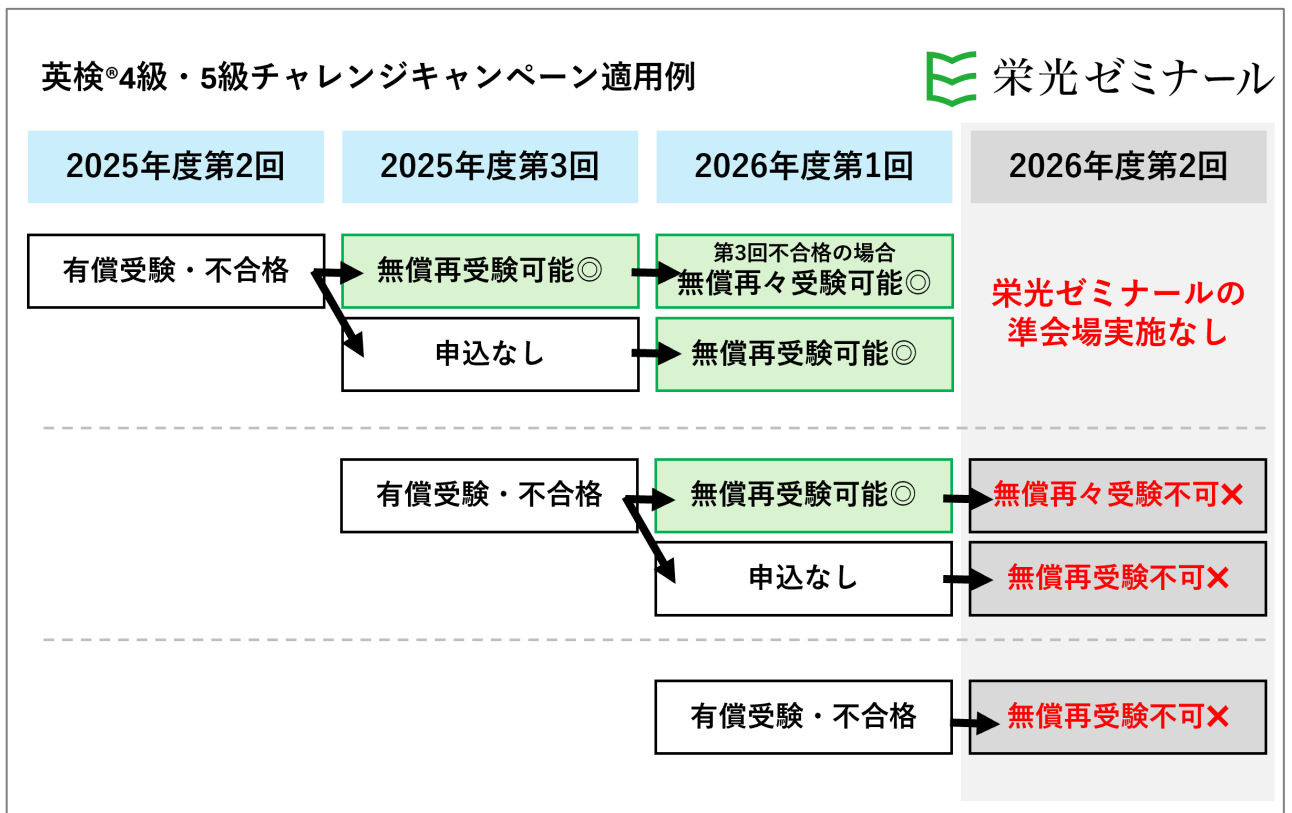 英検®4級・5級チャレンジキャンペーン適用例
栄光ゼミナール
2025年度第2回
2025年度第3回
2026年度第1回
2026年度第2回
有償受験・不合格
無償再受験可能◎
第3回不合格の場合
無償再々受験可能◎
申込なし
無償再受験可能◎
栄光ゼミナールの
準会場実施なし
有償受験・不合格
無償再受験可能◎
無償再々受験不可×
申込なし
無償再受験不可×
有償受験・不合格
無償再受験不可×